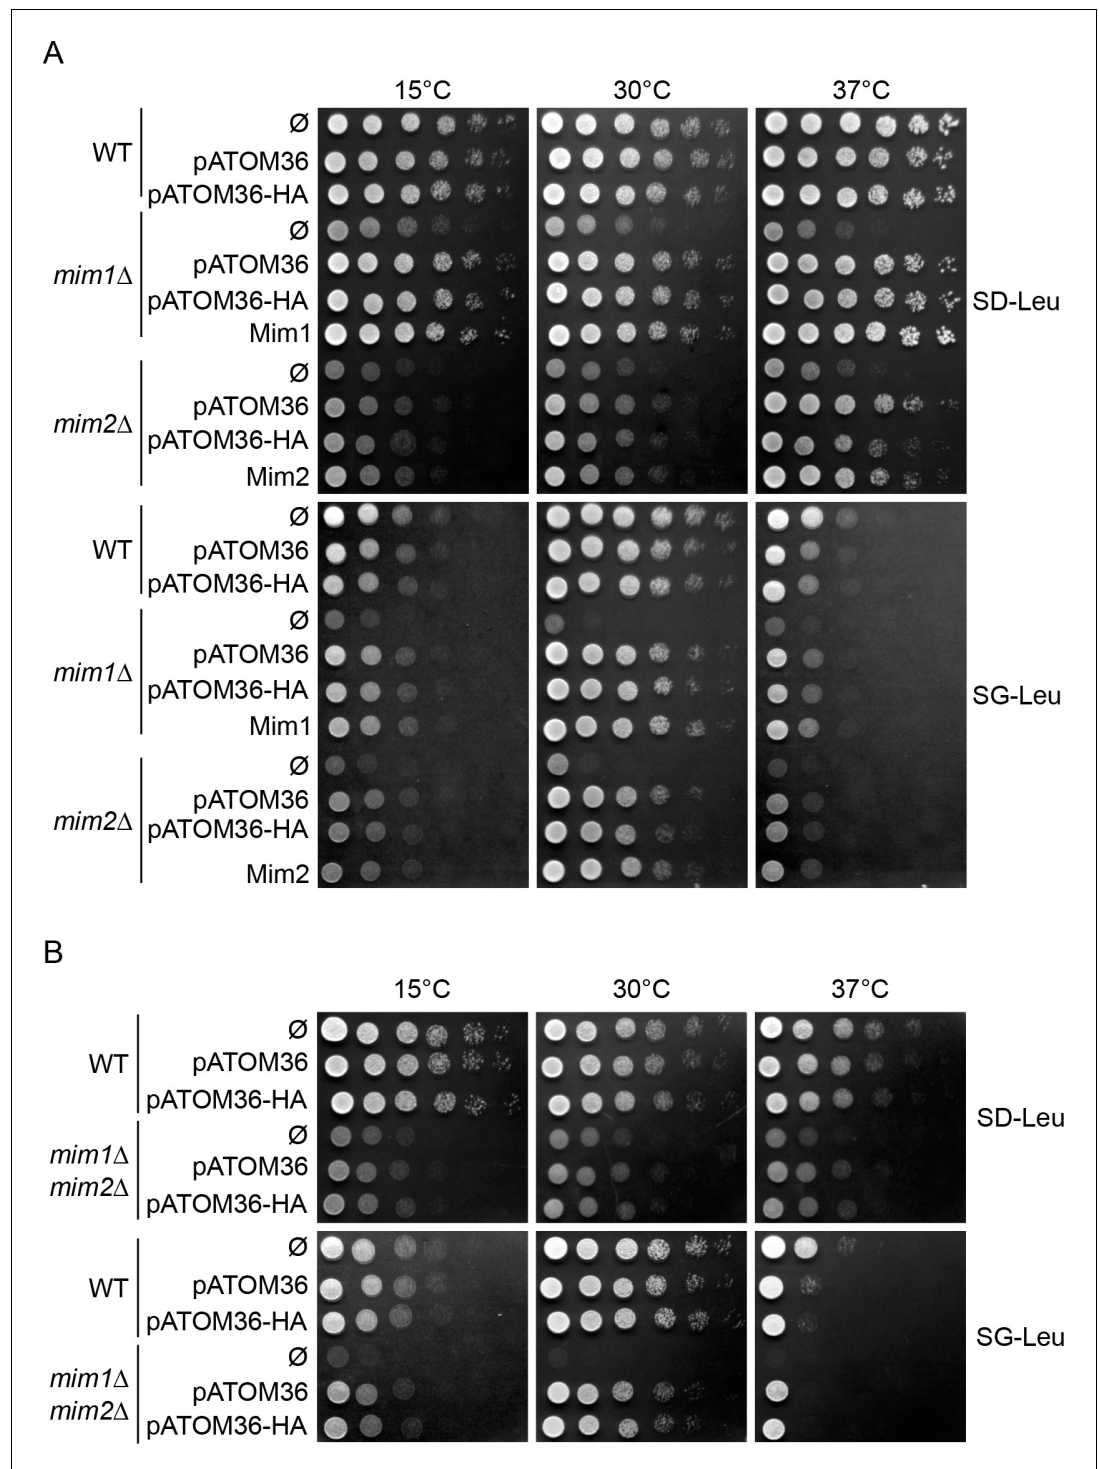 A
15°C 30°C 37°C
WT
Ø
pATOM36
pATOM36-HA
mim1Δ
Ø
pATOM36
pATOM36-HA
Mim1
mim2Δ
Ø
pATOM36
pATOM36-HA
Mim2
SD-Leu
WT
Ø
pATOM36
pATOM36-HA
mim1Δ
Ø
pATOM36
pATOM36-HA
Mim1
mim2Δ
Ø
pATOM36
pATOM36-HA
Mim2
SG-Leu
B
15°C 30°C 37°C
WT
Ø
pATOM36
pATOM36-HA
mim1Δ
mim2Δ
Ø
pATOM36
pATOM36-HA
SD-Leu
WT
Ø
pATOM36
pATOM36-HA
mim1Δ
mim2Δ
Ø
pATOM36
pATOM36-HA
SG-Leu